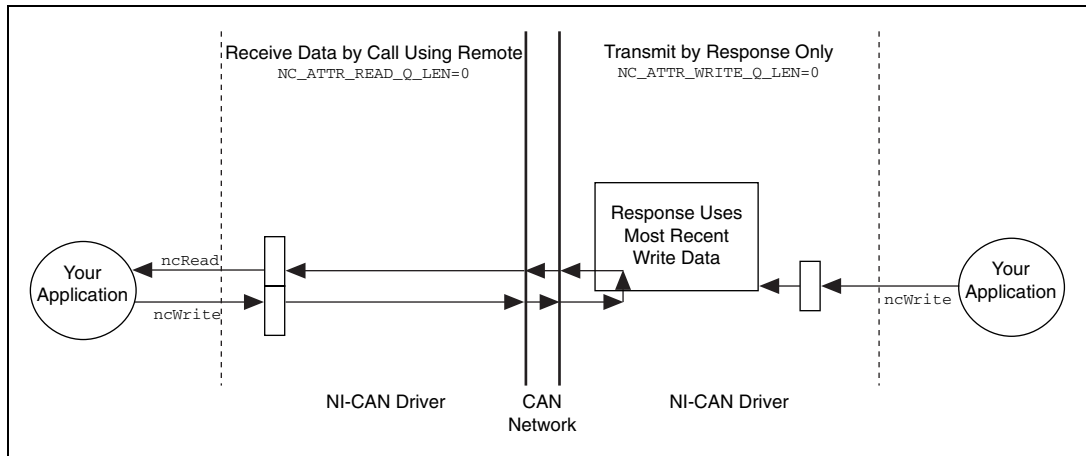 Receive Data by Call Using Remote
NC_ATTR_READ_Q_LEN=0
Transmit by Response Only
NC_ATTR_WRITE_Q_LEN=0
Your
Application
ncRead
ncWrite
Response Uses
Most Recent
Write Data
ncWrite
Your
Application
NI-CAN Driver
CAN
Network
NI-CAN Driver